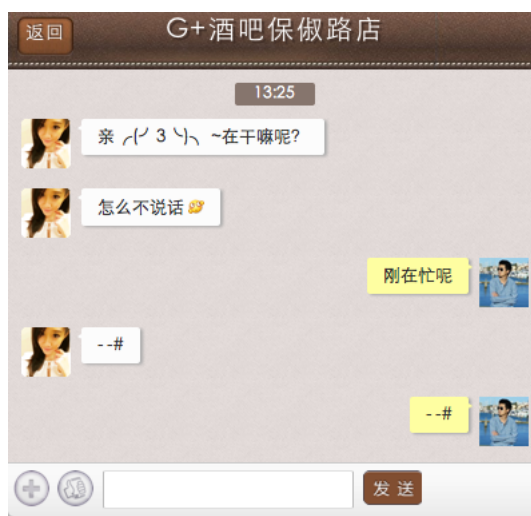 返回
G+酒吧保俶路店
13:25
亲 ╭(╯3╰)╮ ~在干嘛呢?
怎么不说话
刚在忙呢
--#
--#
发送